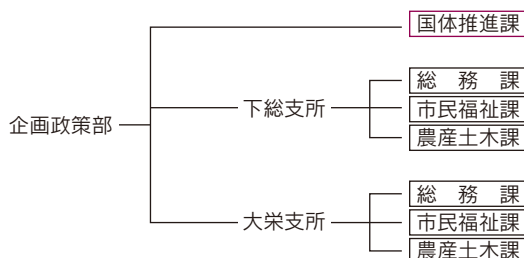 国体推進課
総　務　課
下総支所
市民福祉課
企画政策部
農産土木課
総　務　課
大栄支所
市民福祉課
農産土木課